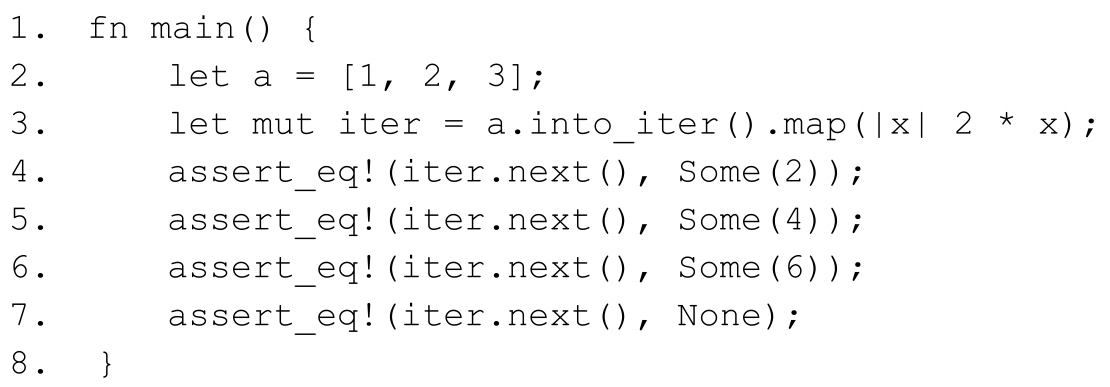 1. fn main() {
2.     let a = [1, 2, 3];
3.     let mut iter = a.into_iter().map(|x| 2 * x);
4.     assert_eq!(iter.next(), Some(2));
5.     assert_eq!(iter.next(), Some(4));
6.     assert_eq!(iter.next(), Some(6));
7.     assert_eq!(iter.next(), None);
8. }